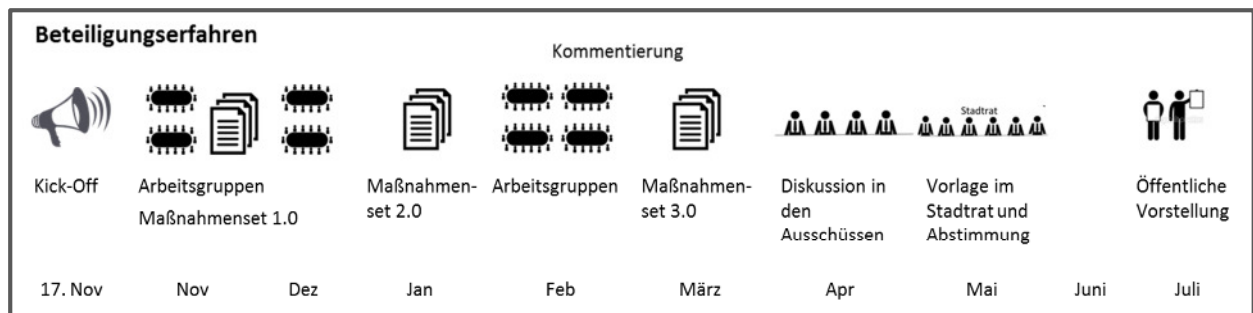 Beteiligungserfahren
Kommentierung
Stadtrat
Kick-Off
Arbeitsgruppen
Maßnahmenset 1.0
Maßnahmen-
set 2.0
Arbeitsgruppen
Maßnahmen-
set 3.0
Diskussion in
den
Ausschüssen
Vorlage im
Stadtrat und
Abstimmung
Öffentliche
Vorstellung
17. Nov
Nov
Dez
Jan
Feb
März
Apr
Mai
Juni
Juli